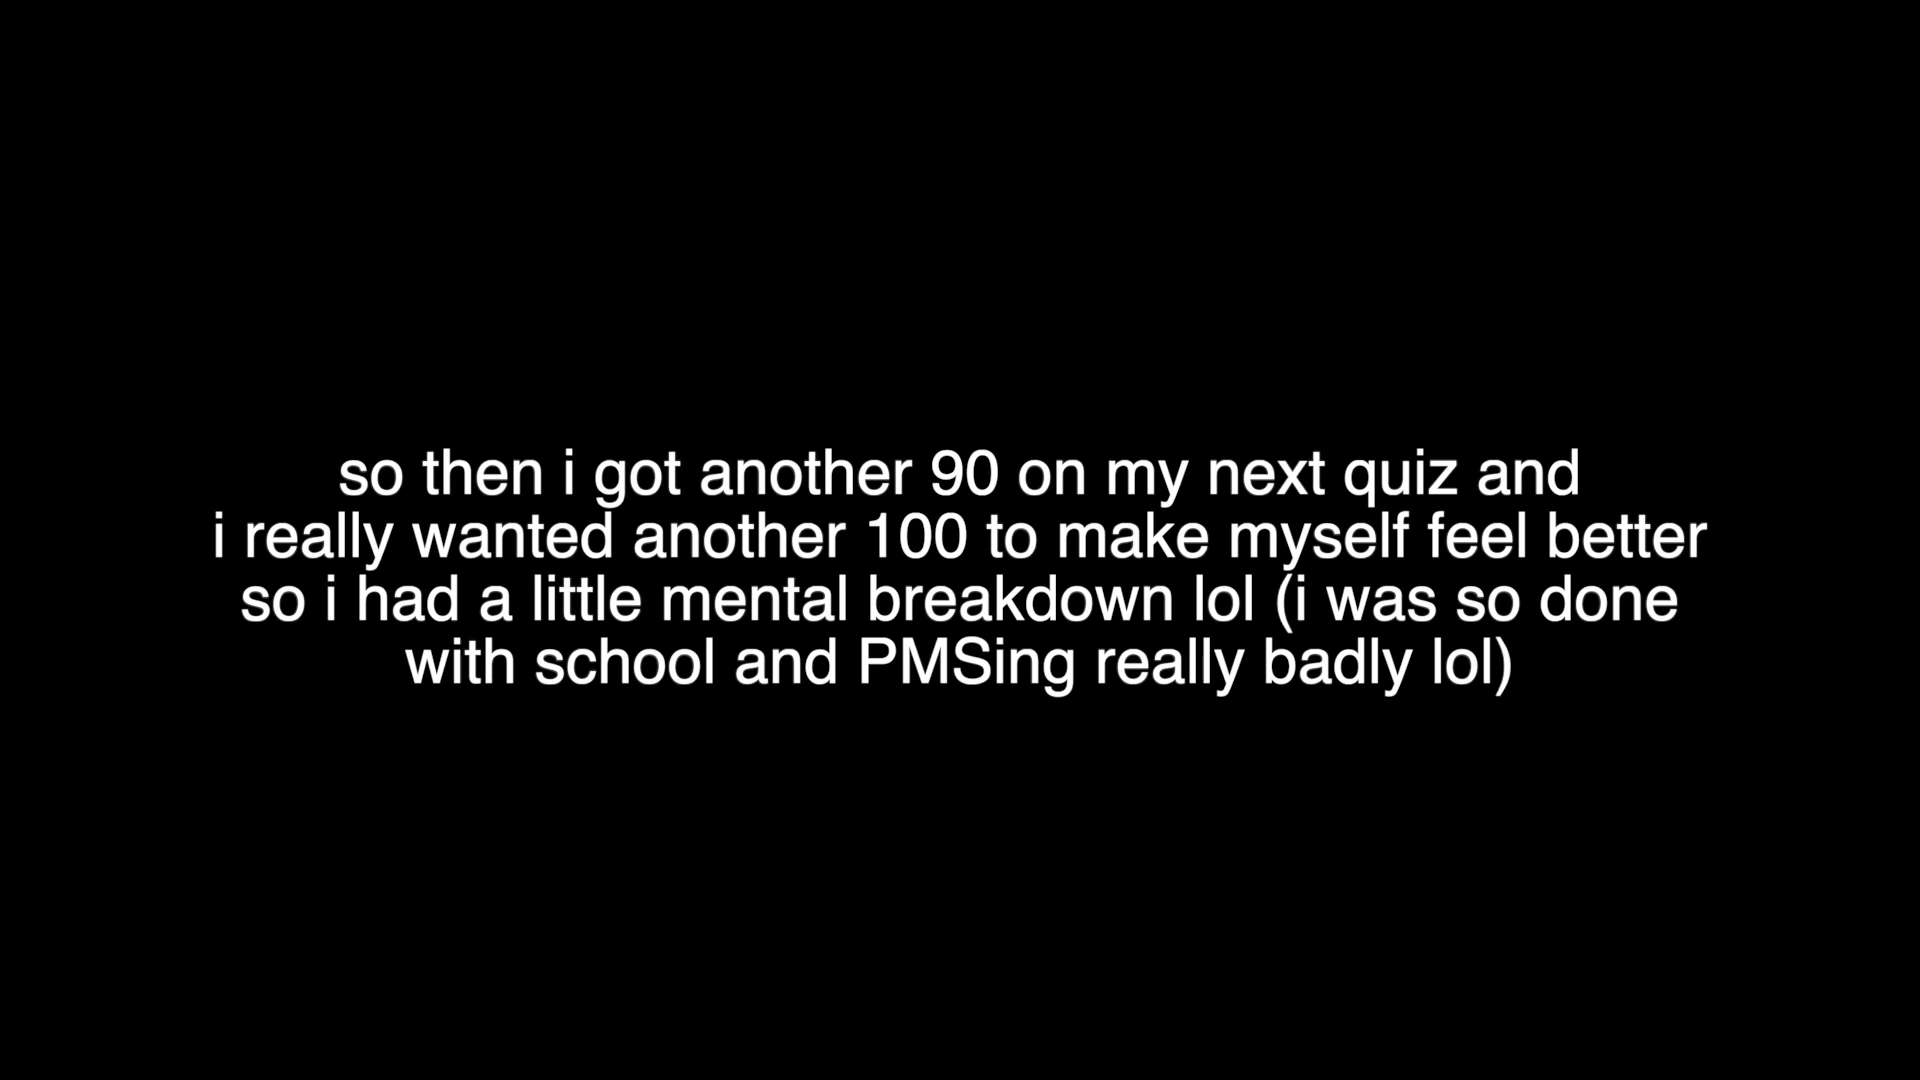 so then i got another 90 on my next quiz and
i really wanted another 100 to make myself feel better
so i had a little mental breakdown lol (i was so done
with school and PMSing really badly lol)